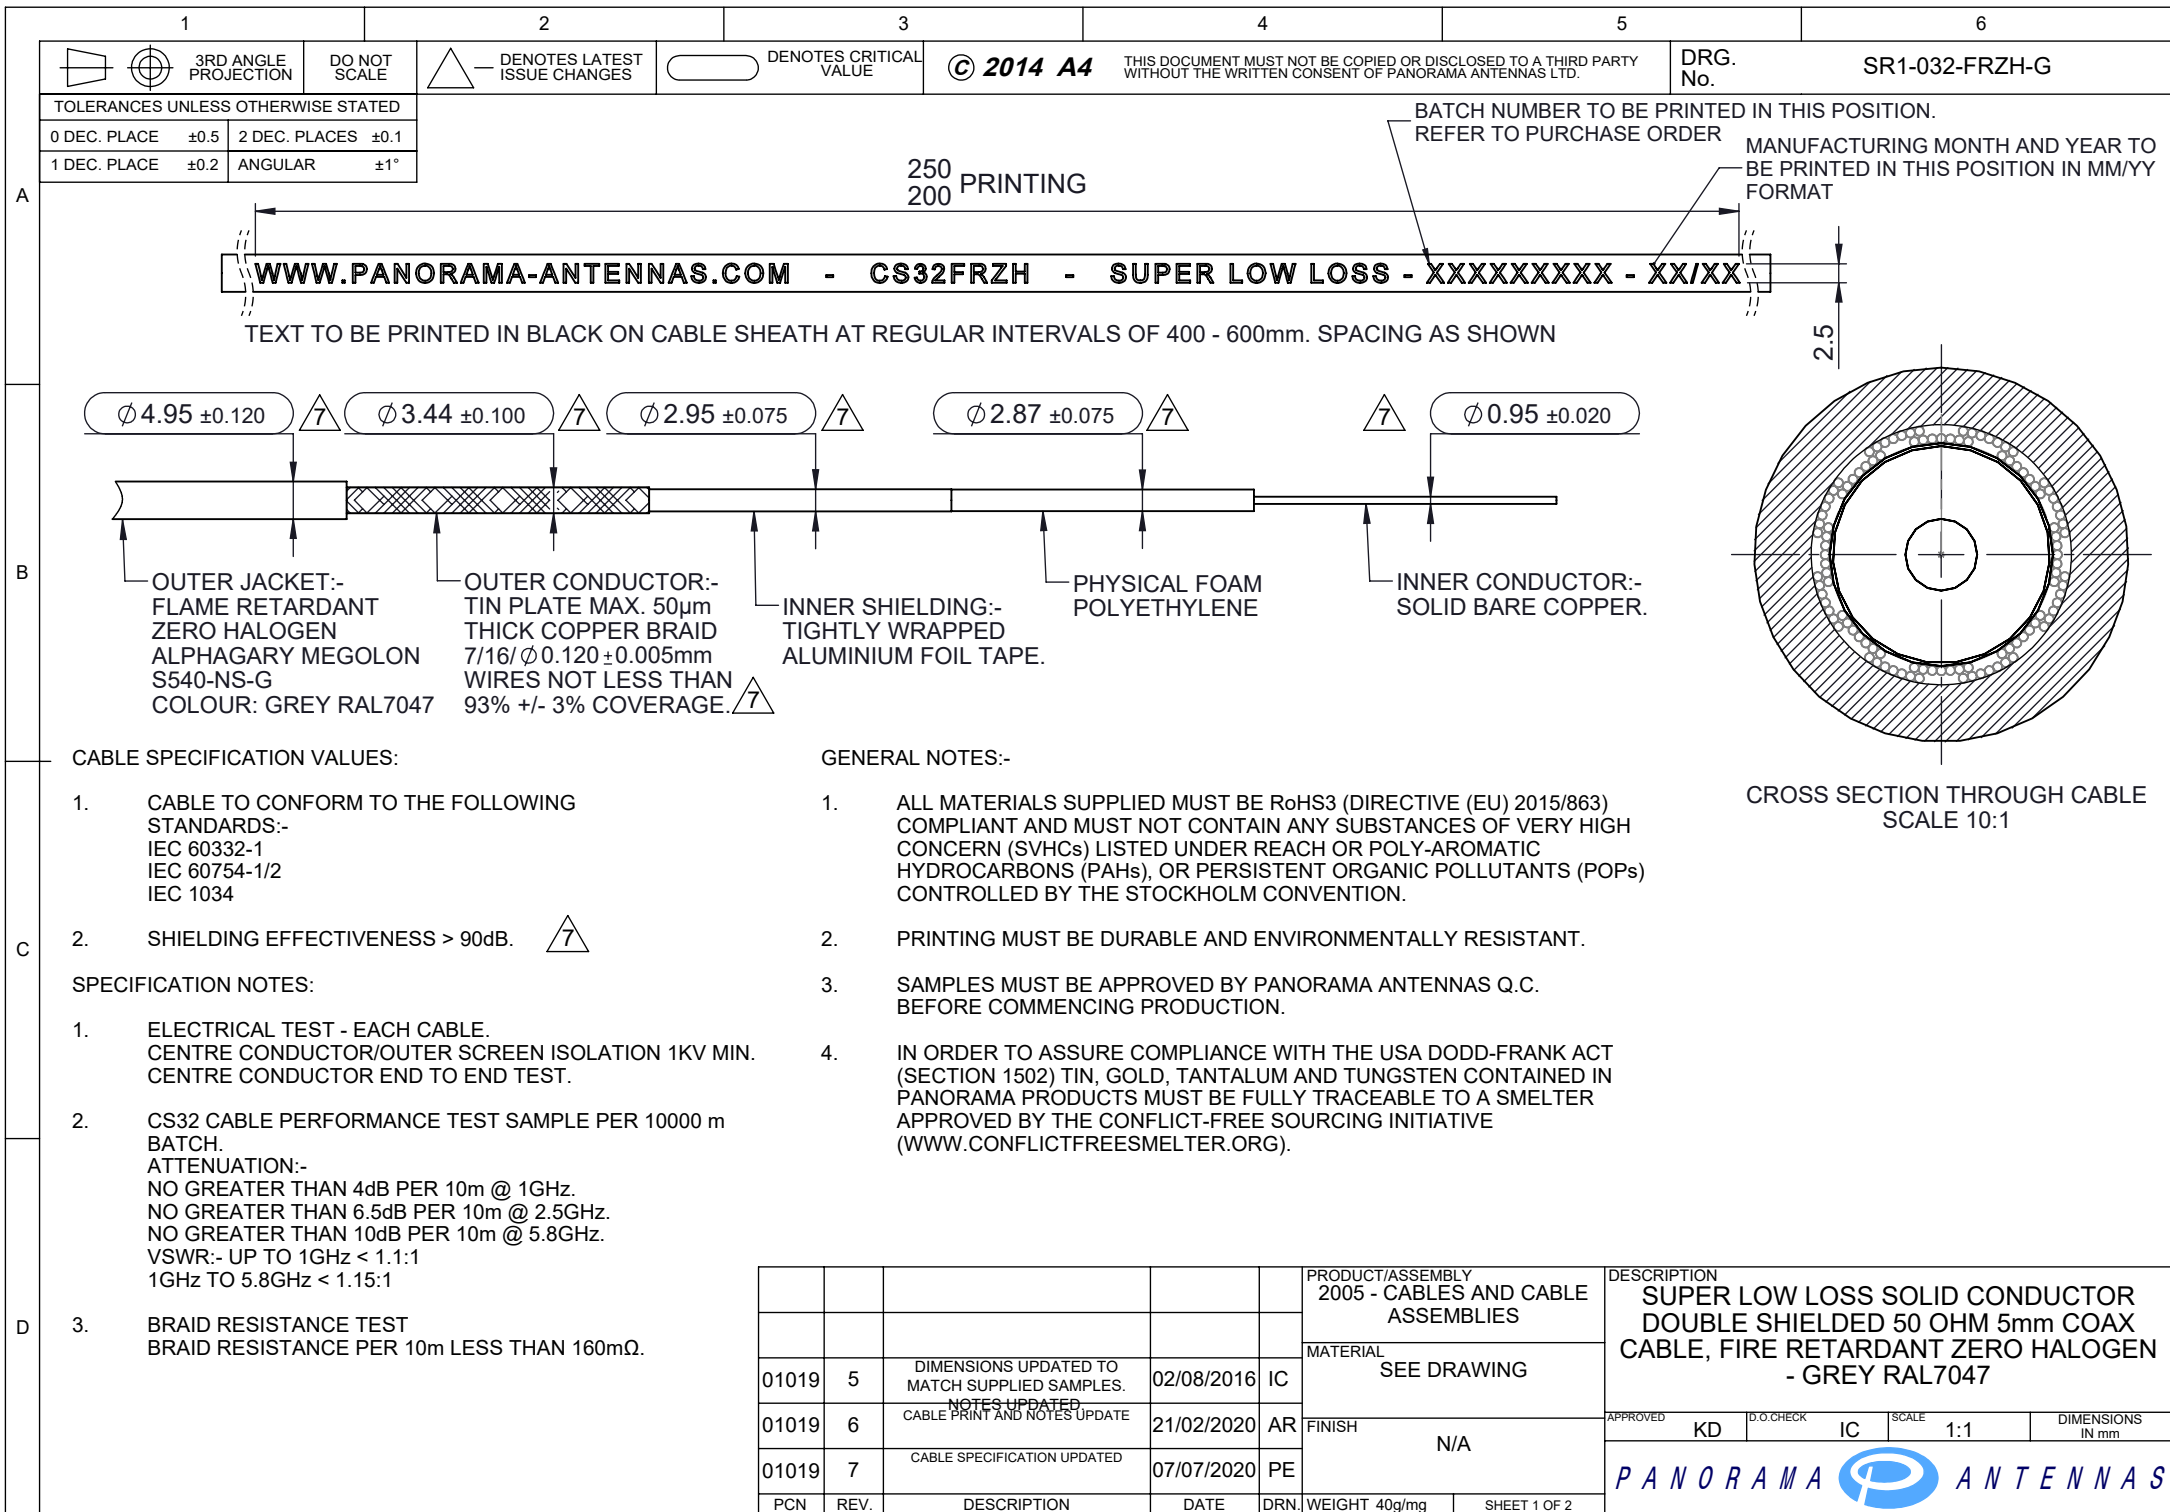 1 2 3 4 5 6
3RD ANGLE
PROJECTION
DO NOT
SCALE
DENOTES LATEST
ISSUE CHANGES
DENOTES CRITICAL
VALUE
© 2014 A4
THIS DOCUMENT MUST NOT BE COPIED OR DISCLOSED TO A THIRD PARTY
WITHOUT THE WRITTEN CONSENT OF PANORAMA ANTENNAS LTD.
DRG.
No.
SR1-032-FRZH-G
TOLERANCES UNLESS OTHERWISE STATED
0 DEC. PLACE ±0.5 2 DEC. PLACES ±0.1
1 DEC. PLACE ±0.2 ANGULAR ±1°
A
BATCH NUMBER TO BE PRINTED IN THIS POSITION.
REFER TO PURCHASE ORDER
MANUFACTURING MONTH AND YEAR TO
BE PRINTED IN THIS POSITION IN MM/YY
FORMAT
250
200 PRINTING
WWW.PANORAMA-ANTENNAS.COM - CS32FRZH - SUPER LOW LOSS - XXXXXXXXX - XX/XX
2.5
TEXT TO BE PRINTED IN BLACK ON CABLE SHEATH AT REGULAR INTERVALS OF 400 - 600mm. SPACING AS SHOWN
B
∅4.95 ±0.120 7
∅3.44 ±0.100 7
∅2.95 ±0.075 7
∅2.87 ±0.075 7
7 ∅0.95 ±0.020
OUTER JACKET:-
FLAME RETARDANT
ZERO HALOGEN
ALPHAGARY MEGOLON
S540-NS-G
COLOUR: GREY RAL7047
OUTER CONDUCTOR:-
TIN PLATE MAX. 50µm
THICK COPPER BRAID
7/16/∅0.120±0.005mm
WIRES NOT LESS THAN
93% +/- 3% COVERAGE. 7
INNER SHIELDING:-
TIGHTLY WRAPPED
ALUMINIUM FOIL TAPE.
PHYSICAL FOAM
POLYETHYLENE
INNER CONDUCTOR:-
SOLID BARE COPPER.
CROSS SECTION THROUGH CABLE
SCALE 10:1
C
CABLE SPECIFICATION VALUES:
1. CABLE TO CONFORM TO THE FOLLOWING
STANDARDS:-
IEC 60332-1
IEC 60754-1/2
IEC 1034
2. SHIELDING EFFECTIVENESS > 90dB. 7
SPECIFICATION NOTES:
1. ELECTRICAL TEST - EACH CABLE.
CENTRE CONDUCTOR/OUTER SCREEN ISOLATION 1KV MIN.
CENTRE CONDUCTOR END TO END TEST.
2. CS32 CABLE PERFORMANCE TEST SAMPLE PER 10000 m
BATCH.
ATTENUATION:-
NO GREATER THAN 4dB PER 10m @ 1GHz.
NO GREATER THAN 6.5dB PER 10m @ 2.5GHz.
NO GREATER THAN 10dB PER 10m @ 5.8GHz.
VSWR:- UP TO 1GHz < 1.1:1
1GHz TO 5.8GHz < 1.15:1
D
3. BRAID RESISTANCE TEST
BRAID RESISTANCE PER 10m LESS THAN 160mΩ.
GENERAL NOTES:-
1. ALL MATERIALS SUPPLIED MUST BE RoHS3 (DIRECTIVE (EU) 2015/863)
COMPLIANT AND MUST NOT CONTAIN ANY SUBSTANCES OF VERY HIGH
CONCERN (SVHCs) LISTED UNDER REACH OR POLY-AROMATIC
HYDROCARBONS (PAHs), OR PERSISTENT ORGANIC POLLUTANTS (POPs)
CONTROLLED BY THE STOCKHOLM CONVENTION.
2. PRINTING MUST BE DURABLE AND ENVIRONMENTALLY RESISTANT.
3. SAMPLES MUST BE APPROVED BY PANORAMA ANTENNAS Q.C.
BEFORE COMMENCING PRODUCTION.
4. IN ORDER TO ASSURE COMPLIANCE WITH THE USA DODD-FRANK ACT
(SECTION 1502) TIN, GOLD, TANTALUM AND TUNGSTEN CONTAINED IN
PANORAMA PRODUCTS MUST BE FULLY TRACEABLE TO A SMELTER
APPROVED BY THE CONFLICT-FREE SOURCING INITIATIVE
(WWW.CONFLICTFREESMELTER.ORG).
01019 5 DIMENSIONS UPDATED TO
MATCH SUPPLIED SAMPLES.
NOTES UPDATED 02/08/2016 IC
01019 6 CABLE PRINT AND NOTES UPDATE 21/02/2020 AR
01019 7 CABLE SPECIFICATION UPDATED 07/07/2020 PE
PCN REV. DESCRIPTION DATE DRN.
PRODUCT/ASSEMBLY
2005 - CABLES AND CABLE
ASSEMBLIES
MATERIAL
SEE DRAWING
FINISH
N/A
WEIGHT 40g/mg SHEET 1 OF 2
DESCRIPTION
SUPER LOW LOSS SOLID CONDUCTOR
DOUBLE SHIELDED 50 OHM 5mm COAX
CABLE, FIRE RETARDANT ZERO HALOGEN
- GREY RAL7047
APPROVED KD D.O.CHECK IC SCALE 1:1 DIMENSIONS
IN mm
PANORAMA P ANTENNAS